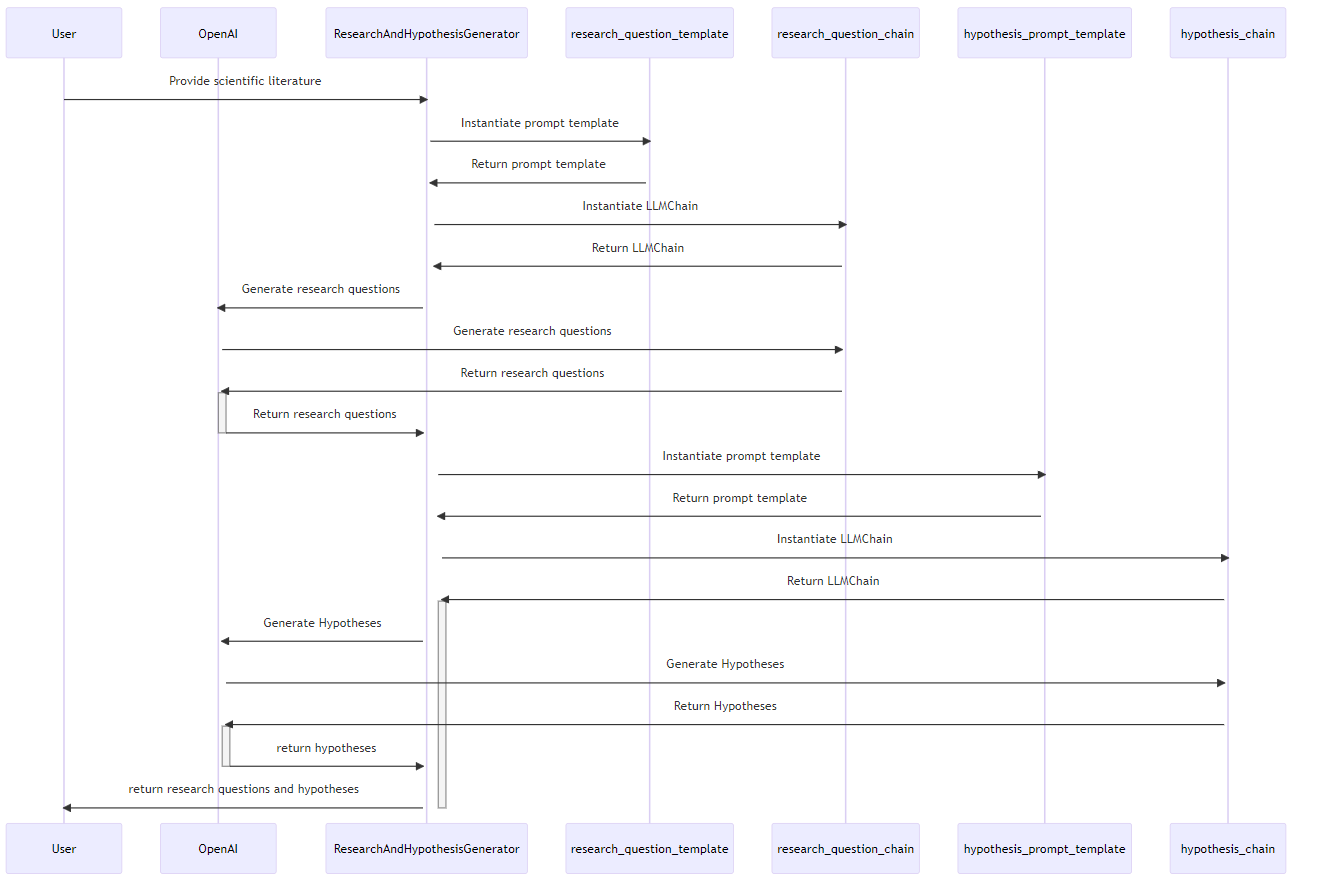 User
OpenAI
ResearchAndHypothesisGenerator
research_question_template
research_question_chain
hypothesis_prompt_template
hypothesis_chain
Provide scientific literature
Instantiate prompt template
Return prompt template
Instantiate LLMChain
Return LLMChain
Generate research questions
Generate research questions
Return research questions
Return research questions
Instantiate prompt template
Return prompt template
Instantiate LLMChain
Return LLMChain
Generate Hypotheses
Generate Hypotheses
Return Hypotheses
return hypotheses
return research questions and hypotheses
User
OpenAI
ResearchAndHypothesisGenerator
research_question_template
research_question_chain
hypothesis_prompt_template
hypothesis_chain